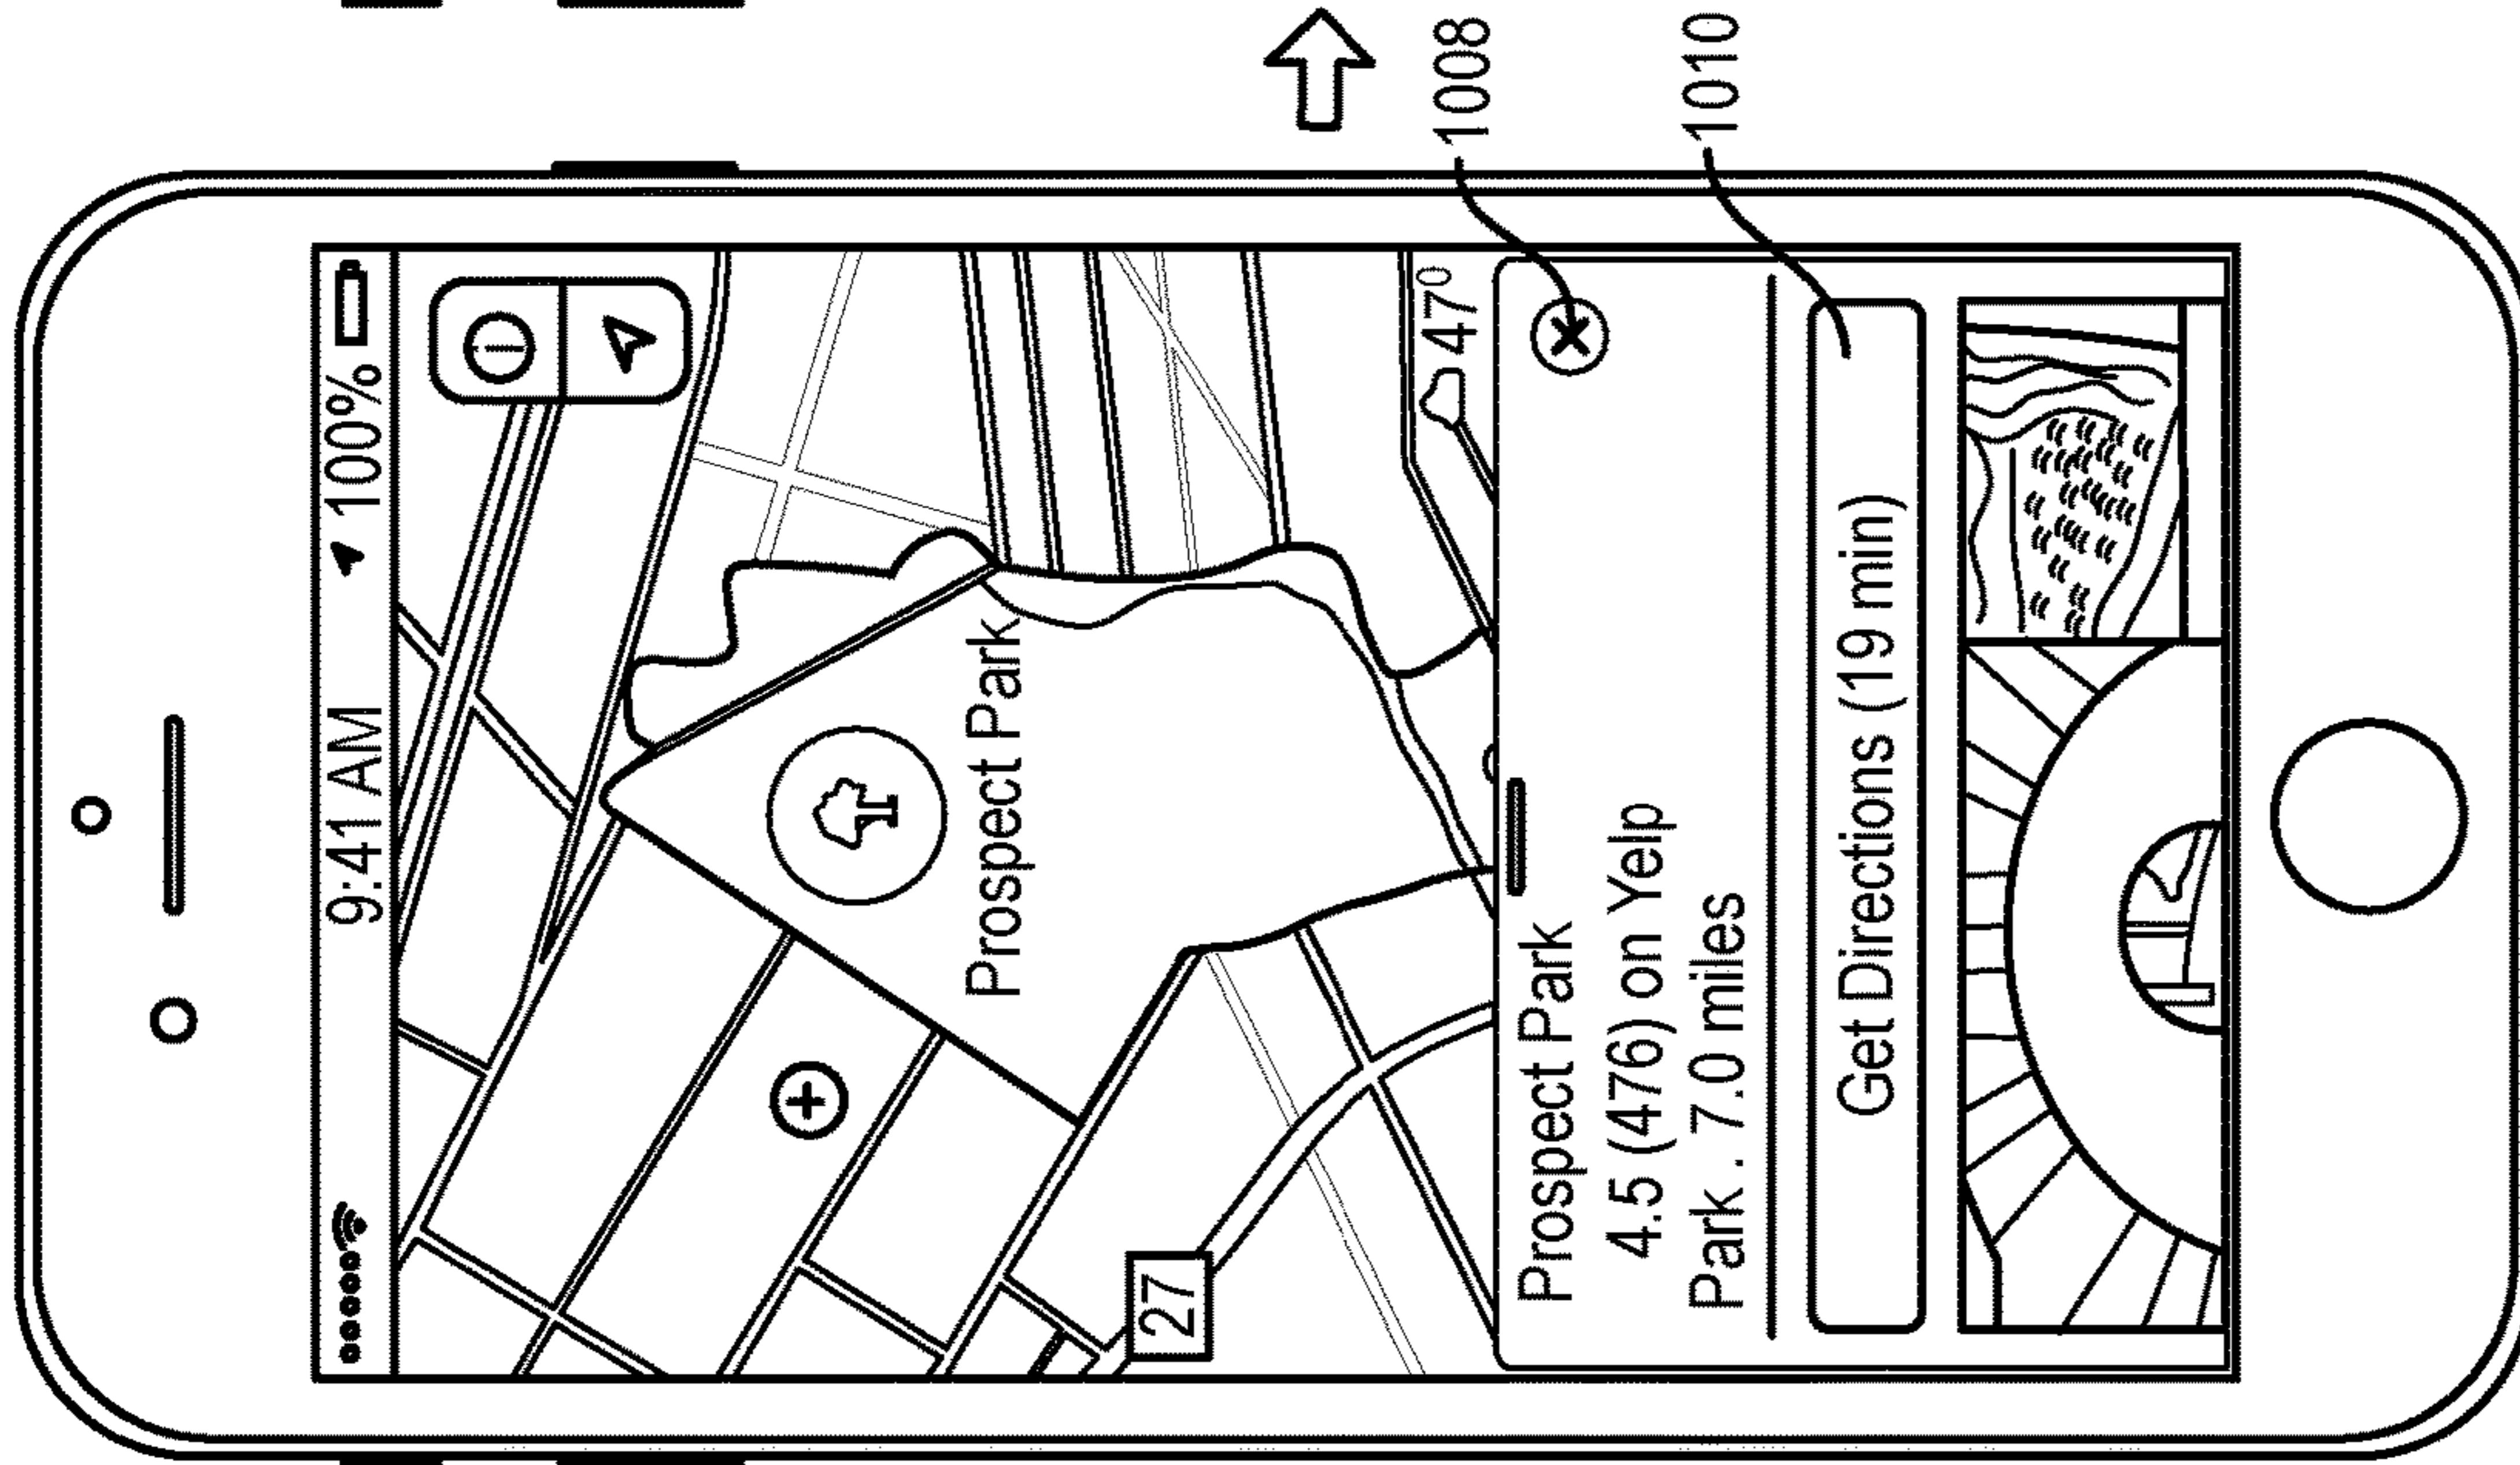 9:41 AM
100%
Prospect Park
27
47°
Prospect Park
4.5 (476) on Yelp
Park . 7.0 miles
Get Directions (19 min)
1008
1010